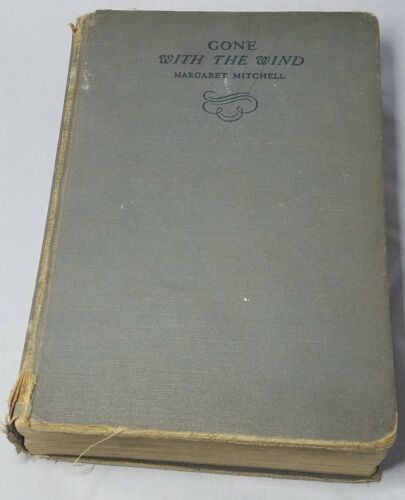 GONE
WITH THE WIND
MARGARET MITCHELL